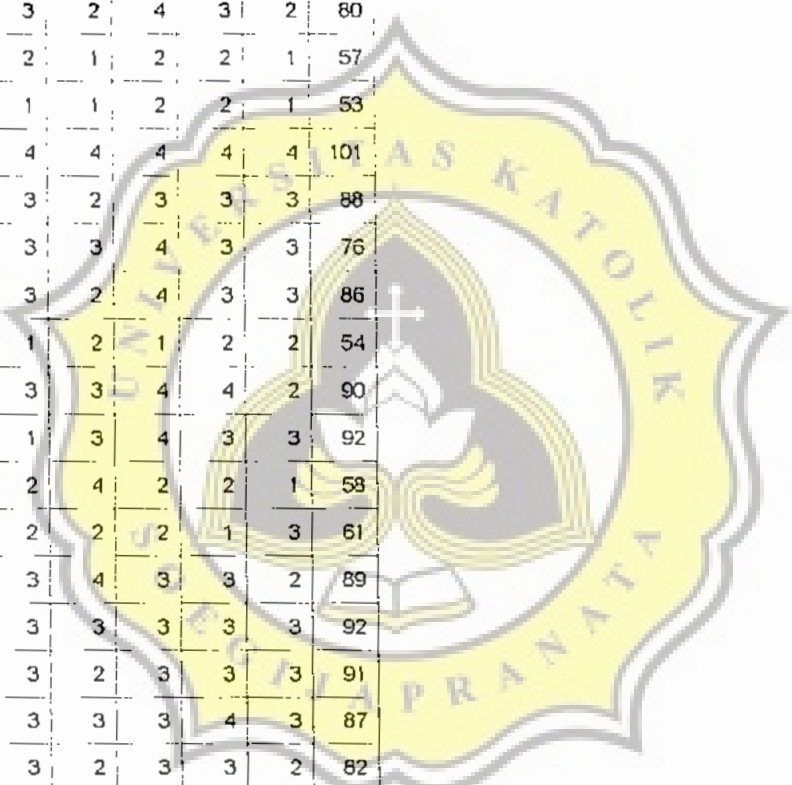 3 2 4 3 2 80
2 1 2 2 1 57
1 1 2 2 1 53
4 4 4 4 4 101
3 2 3 3 3 88
3 3 4 3 3 76
3 2 4 3 3 86
1 2 1 2 2 54
3 3 4 4 2 90
1 3 4 3 3 92
2 4 2 2 1 58
2 2 2 1 3 61
3 4 3 3 2 89
3 3 3 3 3 92
3 2 3 3 3 91
3 3 3 4 3 87
3 2 3 3 2 82
UNIVERSITAS KATOLIK
SOEGIJAPRANATA